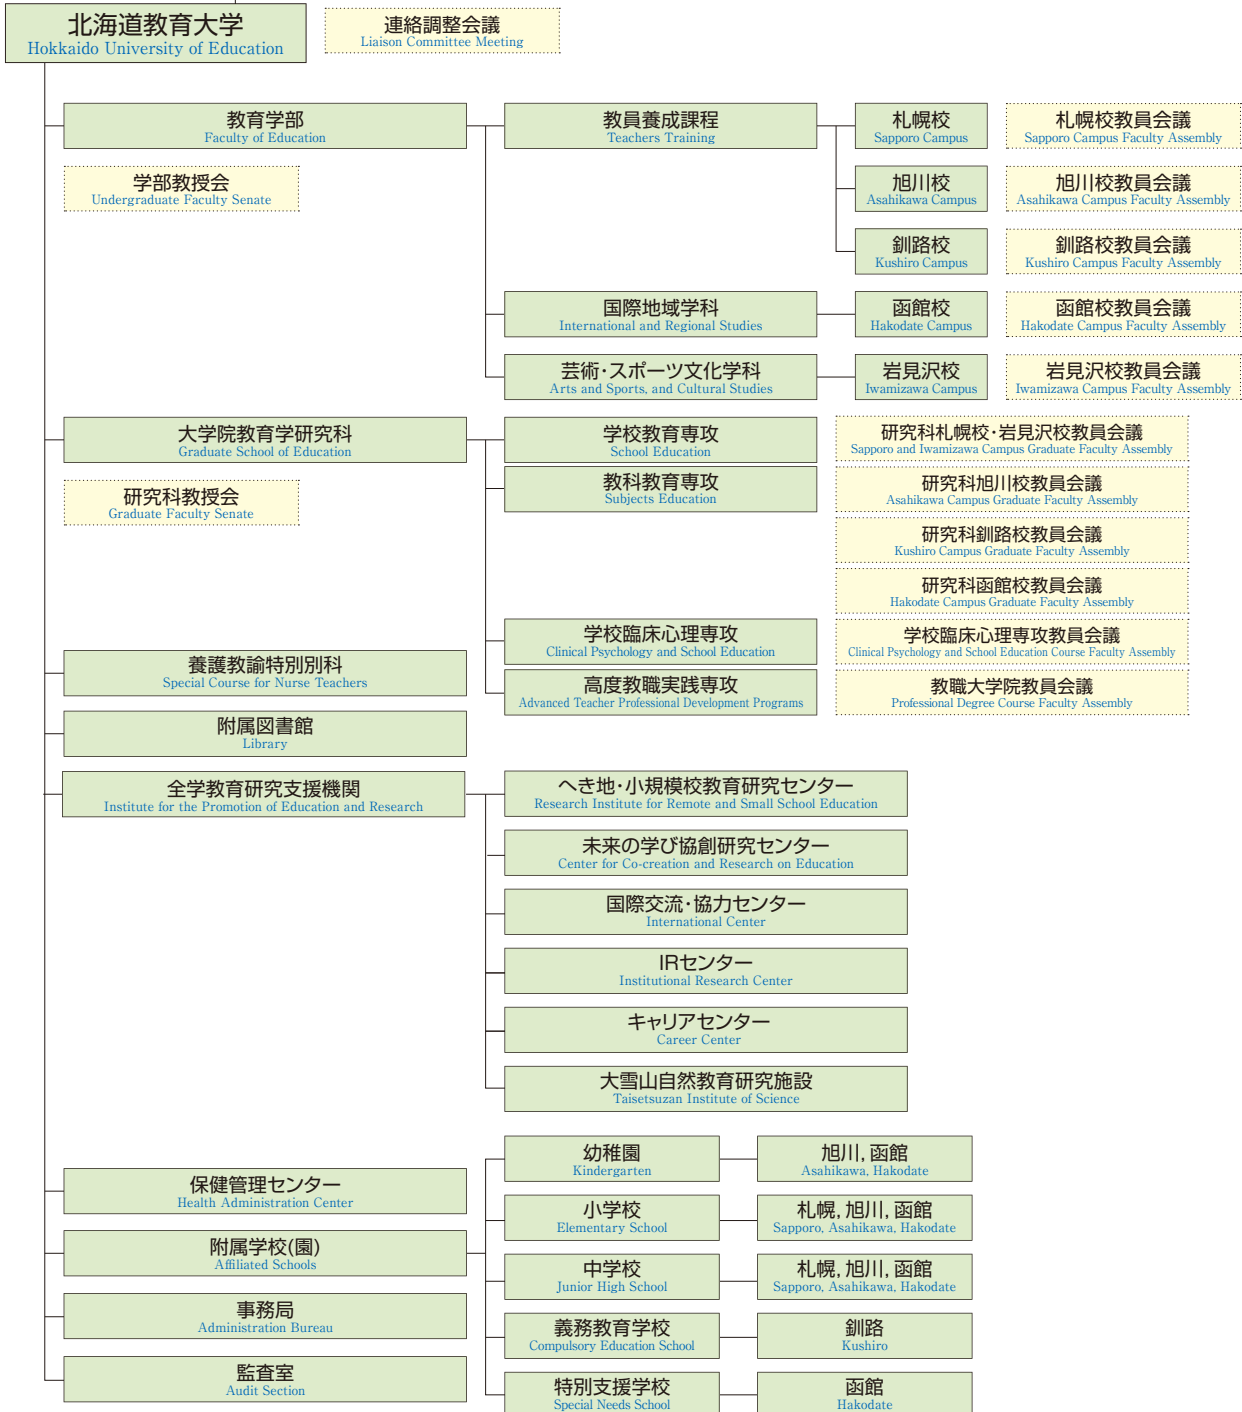 北海道教育大学
Hokkaido University of Education
連絡調整会議
Liaison Committee Meeting
教育学部
Faculty of Education
教員養成課程
Teachers Training
札幌校
Sapporo Campus
札幌校教員会議
Sapporo Campus Faculty Assembly
学部教授会
Undergraduate Faculty Senate
旭川校
Asahikawa Campus
旭川校教員会議
Asahikawa Campus Faculty Assembly
釧路校
Kushiro Campus
釧路校教員会議
Kushiro Campus Faculty Assembly
国際地域学科
International and Regional Studies
函館校
Hakodate Campus
函館校教員会議
Hakodate Campus Faculty Assembly
芸術・スポーツ文化学科
Arts and Sports, and Cultural Studies
岩見沢校
Iwamizawa Campus
岩見沢校教員会議
Iwamizawa Campus Faculty Assembly
大学院教育学研究科
Graduate School of Education
学校教育専攻
School Education
研究科札幌校・岩見沢校教員会議
Sapporo and Iwamizawa Campus Graduate Faculty Assembly
研究科教授会
Graduate Faculty Senate
教科教育専攻
Subjects Education
研究科旭川校教員会議
Asahikawa Campus Graduate Faculty Assembly
研究科釧路校教員会議
Kushiro Campus Graduate Faculty Assembly
研究科函館校教員会議
Hakodate Campus Graduate Faculty Assembly
学校臨床心理専攻
Clinical Psychology and School Education
学校臨床心理専攻教員会議
Clinical Psychology and School Education Course Faculty Assembly
養護教諭特別別科
Special Course for Nurse Teachers
高度教職実践専攻
Advanced Teacher Professional Development Programs
教職大学院教員会議
Professional Degree Course Faculty Assembly
附属図書館
Library
全学教育研究支援機関
Institute for the Promotion of Education and Research
へき地・小規模校教育研究センター
Research Institute for Remote and Small School Education
未来の学び協創研究センター
Center for Co-creation and Research on Education
国際交流・協力センター
International Center
IRセンター
Institutional Research Center
キャリアセンター
Career Center
大雪山自然教育研究施設
Taisetsuzan Institute of Science
保健管理センター
Health Administration Center
幼稚園
Kindergarten
旭川, 函館
Asahikawa, Hakodate
小学校
Elementary School
札幌, 旭川, 函館
Sapporo, Asahikawa, Hakodate
附属学校(園)
Affiliated Schools
中学校
Junior High School
札幌, 旭川, 函館
Sapporo, Asahikawa, Hakodate
事務局
Administration Bureau
義務教育学校
Compulsory Education School
釧路
Kushiro
監査室
Audit Section
特別支援学校
Special Needs School
函館
Hakodate